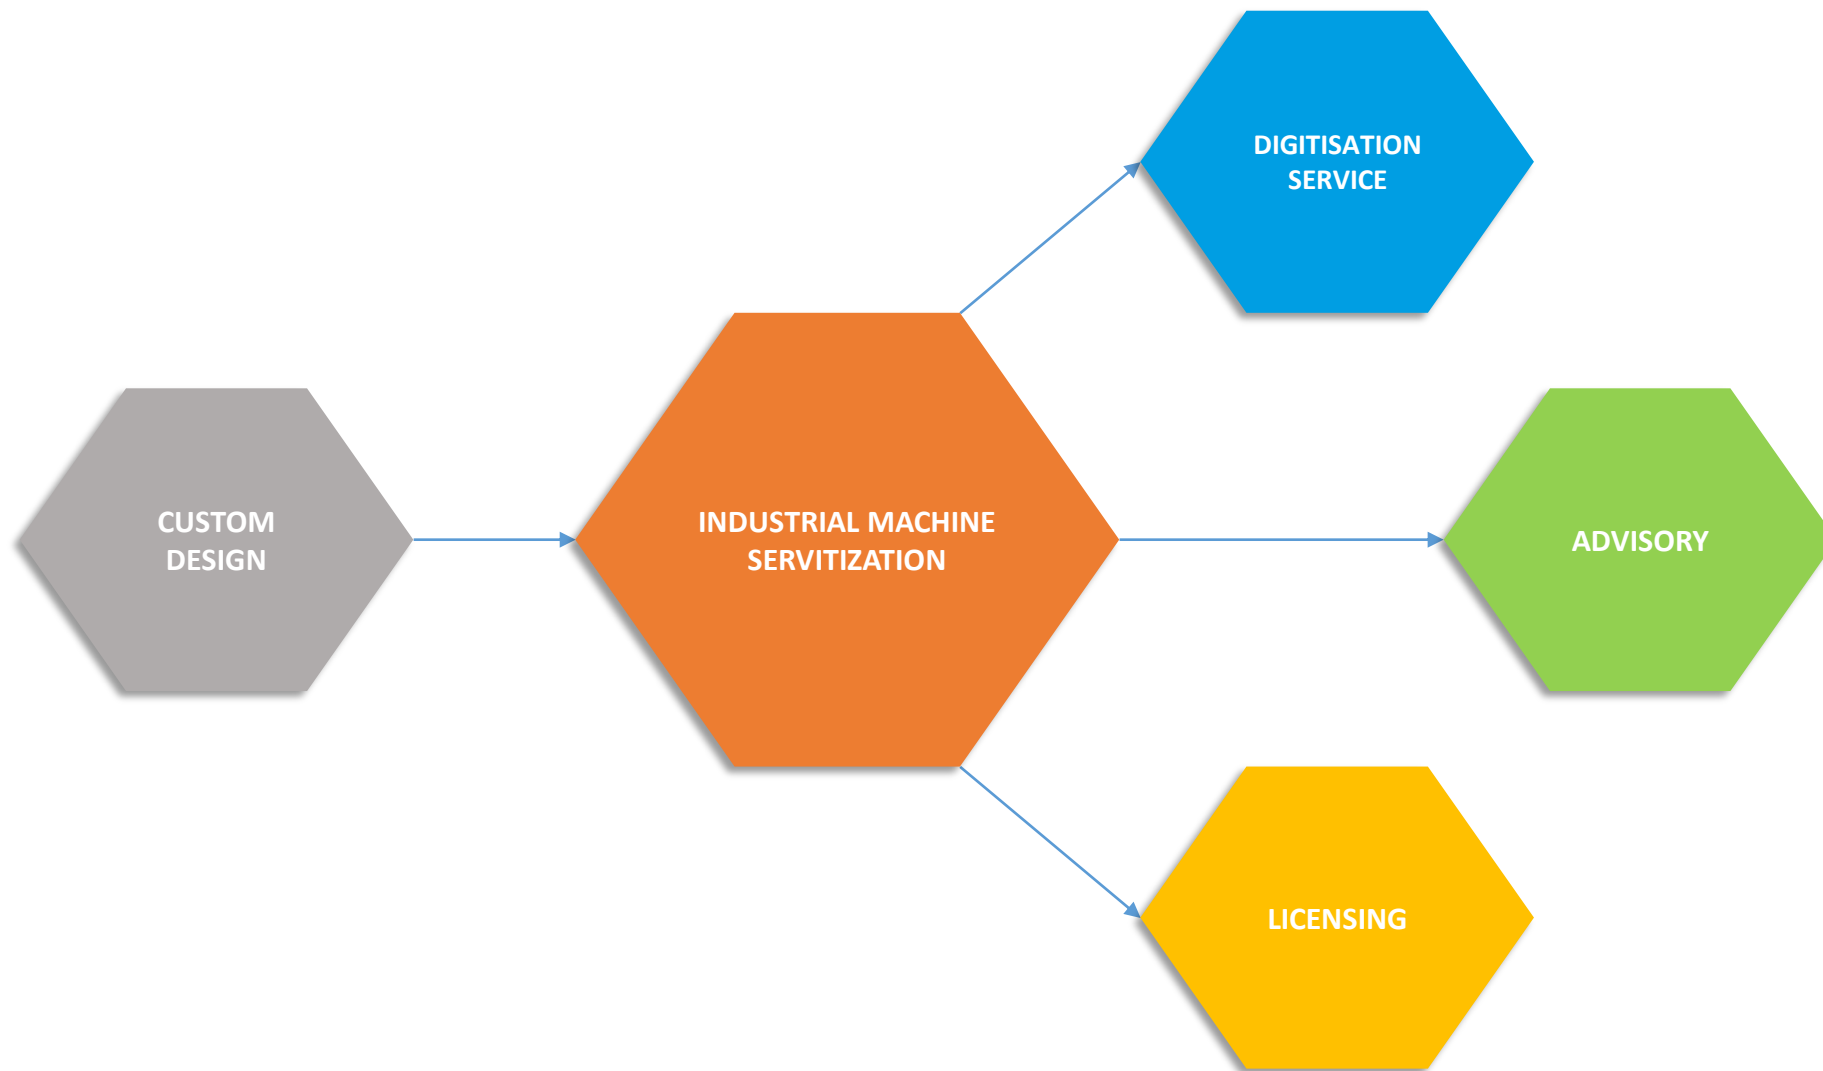 DIGITISATION
SERVICE
CUSTOM
DESIGN
INDUSTRIAL MACHINE
SERVITIZATION
ADVISORY
LICENSING